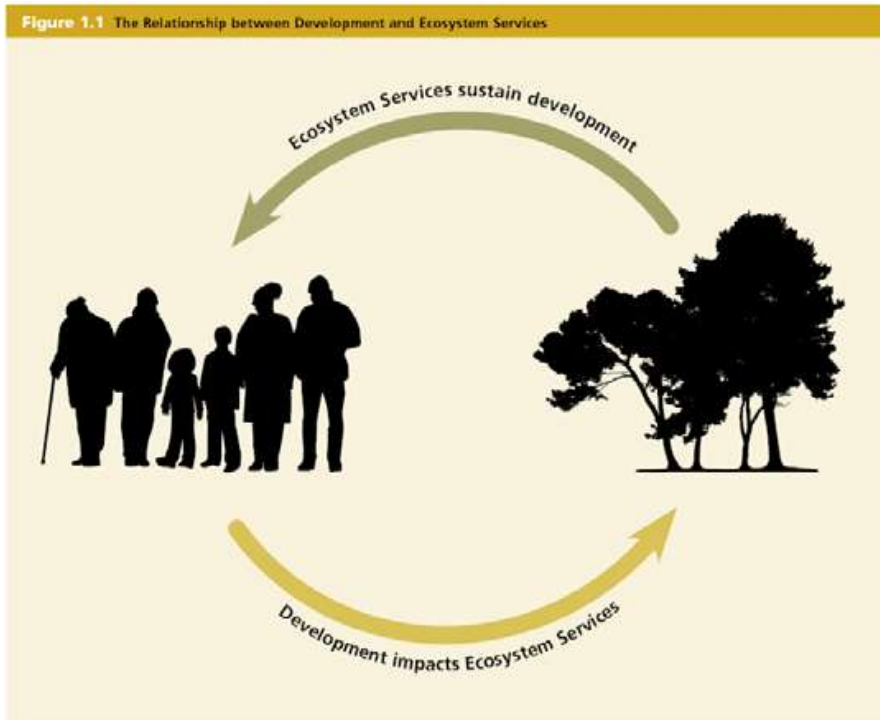 Figure 1.1 The Relationship between Development and Ecosystem Services
Ecosystem Services sustain development
Development impacts Ecosystem Services